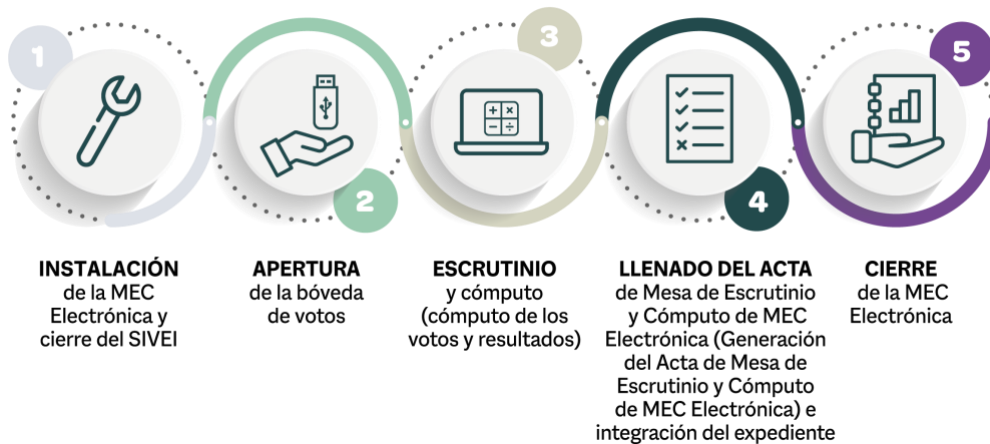 1
INSTALACIÓN
de la MEC
Electrónica y
cierre del SIVEI
2
APERTURA
de la bóveda
de votos
3
ESCRUTINIO
y cómputo
(cómputo de los
votos y resultados)
4
LLENADO DEL ACTA
de Mesa de Escrutinio
y Cómputo de MEC
Electrónica (Generación
del Acta de Mesa de
Escrutinio y Cómputo
de MEC Electrónica) e
integración del expediente
5
CIERRE
de la MEC
Electrónica